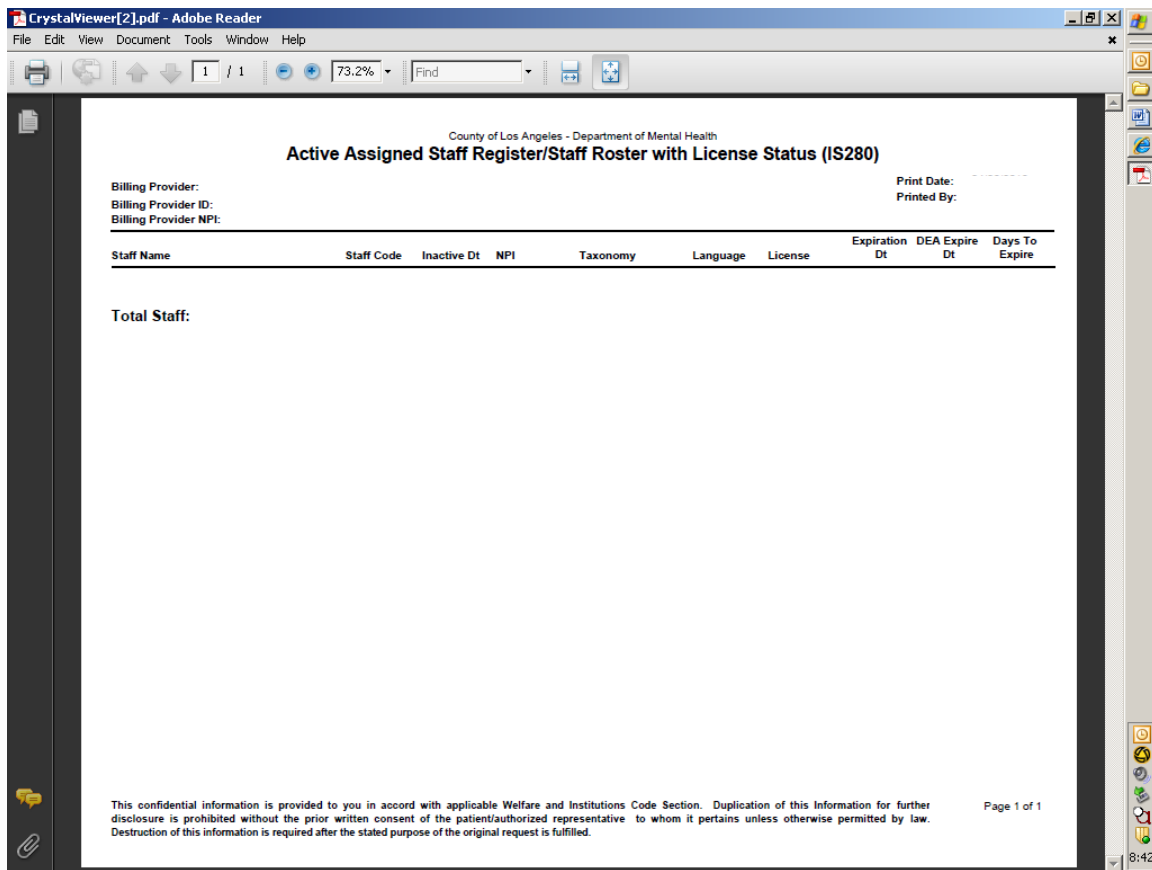 CrystalViewer[2].pdf - Adobe Reader
File Edit View Document Tools Window Help
1 / 1 73.2% Find
County of Los Angeles - Department of Mental Health
Active Assigned Staff Register/Staff Roster with License Status (IS280)
Billing Provider:
Print Date:
Billing Provider ID:
Printed By:
Billing Provider NPI:
Expiration DEA Expire Days To
Staff Name Staff Code Inactive Dt NPI Taxonomy Language License Dt Dt Expire
Total Staff:
This confidential information is provided to you in accord with applicable Welfare and Institutions Code Section. Duplication of this Information for further
Page 1 of 1
disclosure is prohibited without the prior written consent of the patient/authorized representative to whom it pertains unless otherwise permitted by law.
Destruction of this information is required after the stated purpose of the original request is fulfilled.
8:42